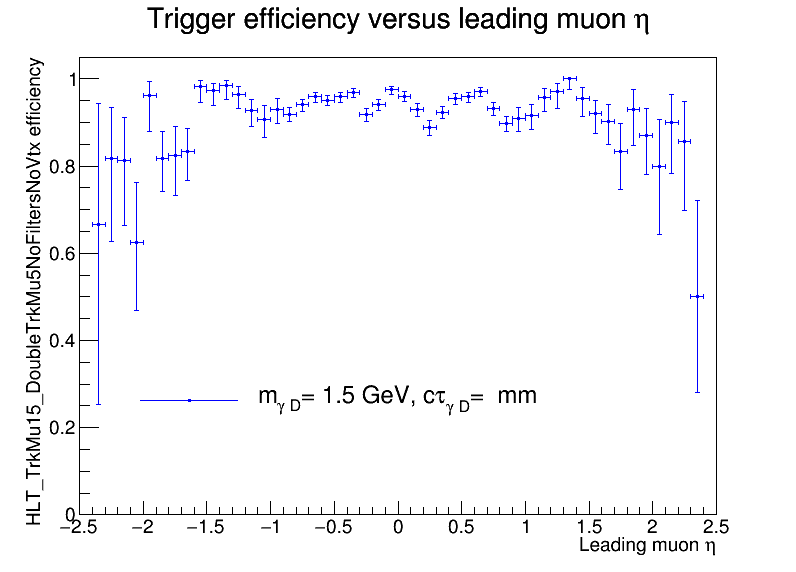 Trigger efficiency versus leading muon η
HLT_TrkMu15_DoubleTrkMu5NoFiltersNoVtx efficiency
1
0.8
0.6
0.4
0.2
0
mγ D= 1.5 GeV, cτγ D= mm
−2.5 −2 −1.5 −1 −0.5 0 0.5 1 1.5 2 2.5
Leading muon η